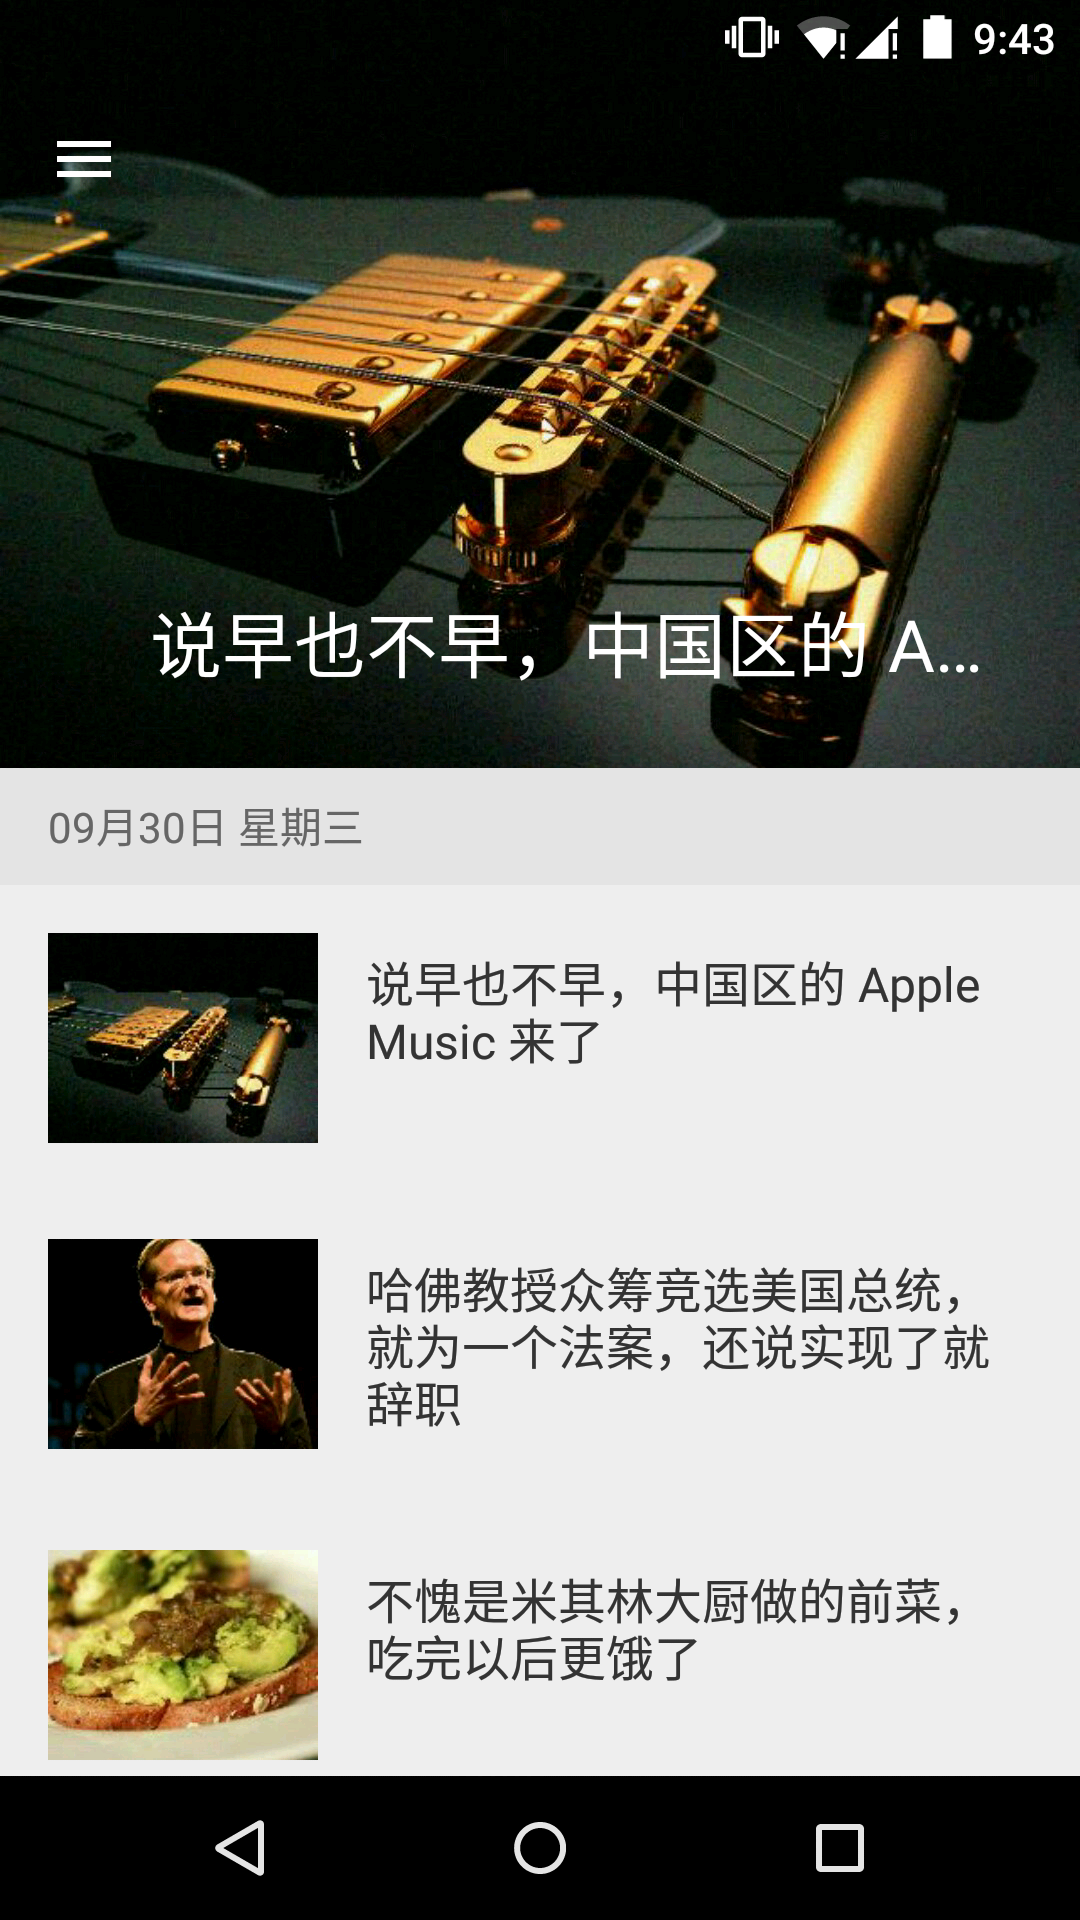 9:43
说早也不早，中国区的 A...
09月30日 星期三
说早也不早，中国区的 Apple
Music 来了
哈佛教授众筹竞选美国总统，
就为一个法案，还说实现了就
辞职
不愧是米其林大厨做的前菜，
吃完以后更饿了